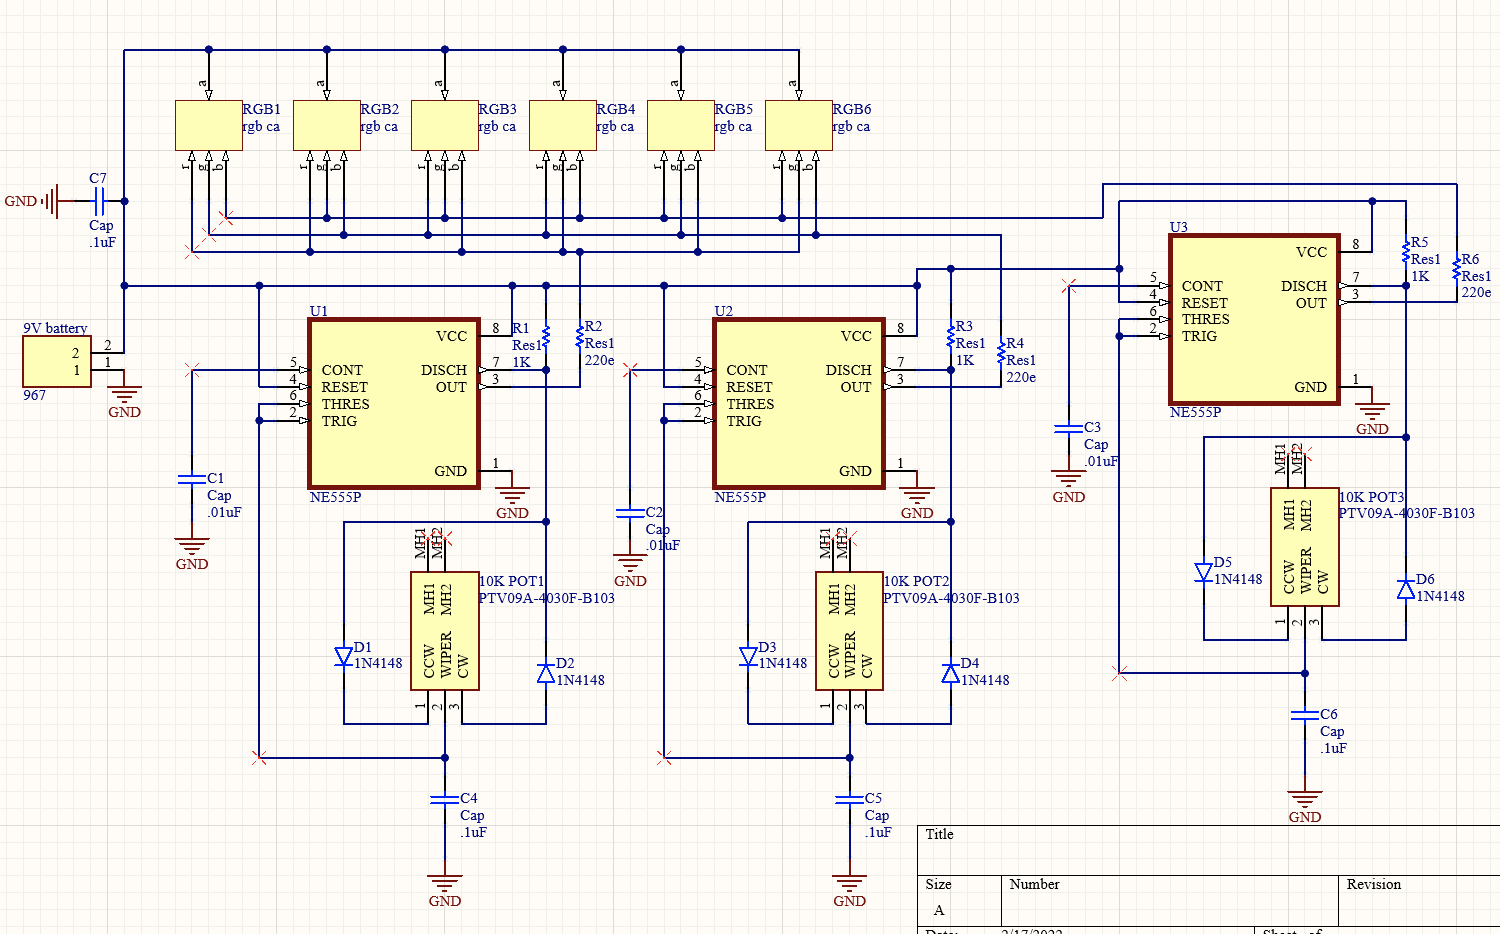 a a a a a a
RGB1 RGB2 RGB3 RGB4 RGB5 RGB6
rgb ca rgb ca rgb ca rgb ca rgb ca rgb ca
r g b r g b r g b r g b r g b r g b
C7
GND
Cap
.1uF
9V battery
2 2
1 1
967
GND
U1
VCC 8
5 CONT DISCH 7
4 RESET OUT 3
6 THRES
2 TRIG
GND 1
NE555P
GND
R1
Res1
1K
R2
Res1
220e
C1
Cap
.01uF
GND
MH1 MH2
10K POT1
PTV09A-4030F-B103
MH1 MH2
CCW WIPER CW
1 2 3
D1
1N4148
D2
1N4148
C4
Cap
.1uF
GND
U2
VCC 8
5 CONT DISCH 7
4 RESET OUT 3
6 THRES
2 TRIG
GND 1
NE555P
GND
R3
Res1
1K
R4
Res1
220e
C2
Cap
.01uF
GND
MH1 MH2
10K POT2
PTV09A-4030F-B103
MH1 MH2
CCW WIPER CW
1 2 3
D3
1N4148
D4
1N4148
C5
Cap
.1uF
GND
U3
VCC 8
5 CONT DISCH 7
4 RESET OUT 3
6 THRES
2 TRIG
GND 1
NE555P
GND
R5
Res1
1K
R6
Res1
220e
C3
Cap
.01uF
GND
MH1 MH2
10K POT3
PTV09A-4030F-B103
MH1 MH2
CCW WIPER CW
1 2 3
D5
1N4148
D6
1N4148
C6
Cap
.1uF
GND
Title
Size Number Revision
A
Date: 2/17/2022 Sheet of